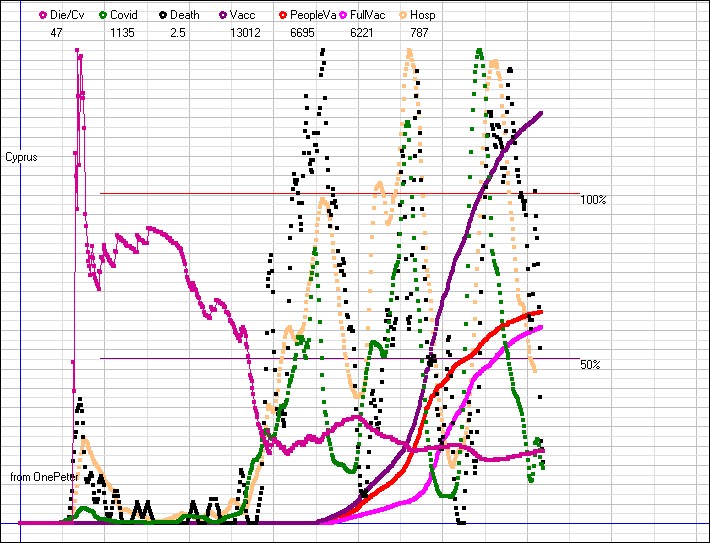 Die/Cv Covid Death Vacc PeopleVa FullVac Hosp
47 1135 2.5 13012 6695 6221 787
Cyprus
100%
50%
from OnePeter